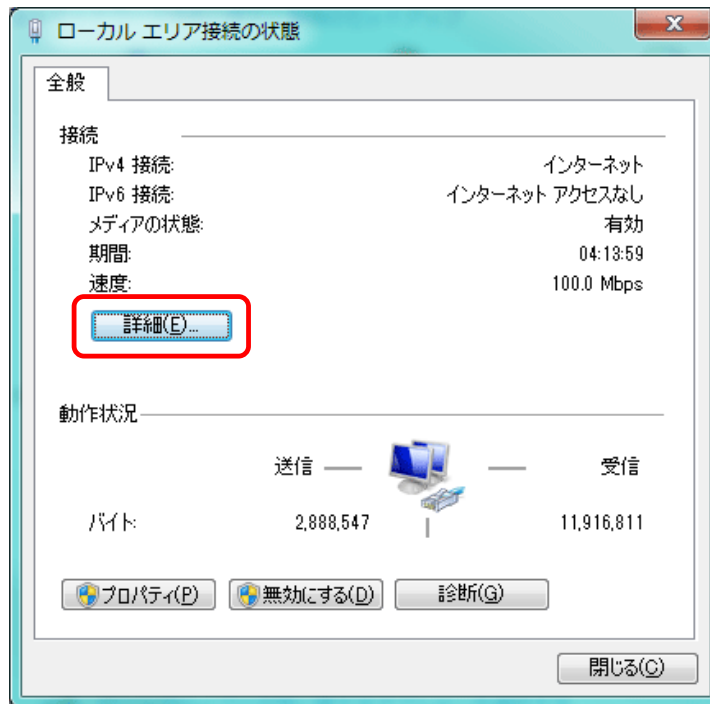 ローカル エリア接続の状態
全般
接続
IPv4 接続: インターネット
IPv6 接続: インターネット アクセスなし
メディアの状態: 有効
期間: 04:13:59
速度: 100.0 Mbps
詳細(E)...
動作状況
送信 受信
バイト: 2,888,547 11,916,811
プロパティ(P) 無効にする(D) 診断(G)
閉じる(C)